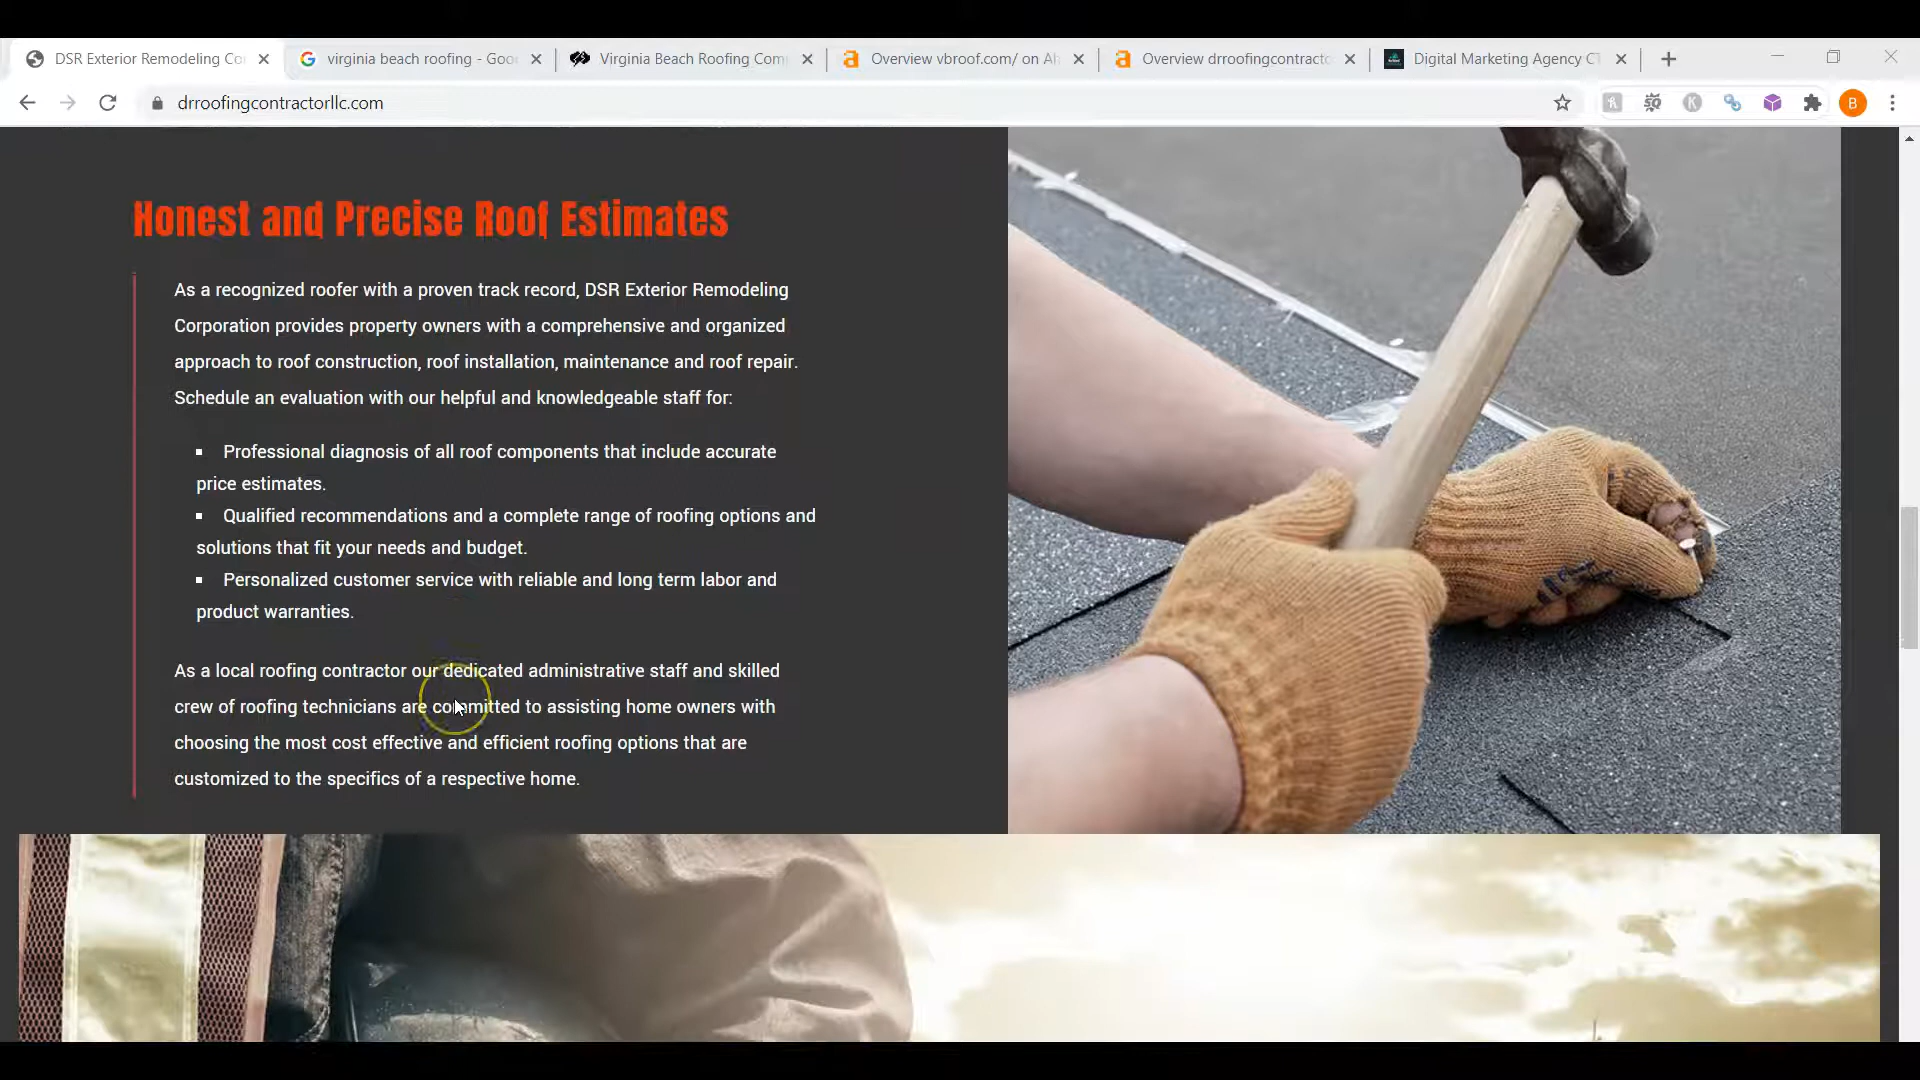 DSR Exterior Remodeling Co
virginia beach roofing - Goo
Virginia Beach Roofing Com
Overview vbroof.com/ on Ah
Overview drroofingcontracto
Digital Marketing Agency CT
drroofingcontractorllc.com
B
Honest and Precise Roof Estimates
As a recognized roofer with a proven track record, DSR Exterior Remodeling
Corporation provides property owners with a comprehensive and organized
approach to roof construction, roof installation, maintenance and roof repair.
Schedule an evaluation with our helpful and knowledgeable staff for:
▪ Professional diagnosis of all roof components that include accurate
price estimates.
▪ Qualified recommendations and a complete range of roofing options and
solutions that fit your needs and budget.
▪ Personalized customer service with reliable and long term labor and
product warranties.
As a local roofing contractor our dedicated administrative staff and skilled
crew of roofing technicians are committed to assisting home owners with
choosing the most cost effective and efficient roofing options that are
customized to the specifics of a respective home.